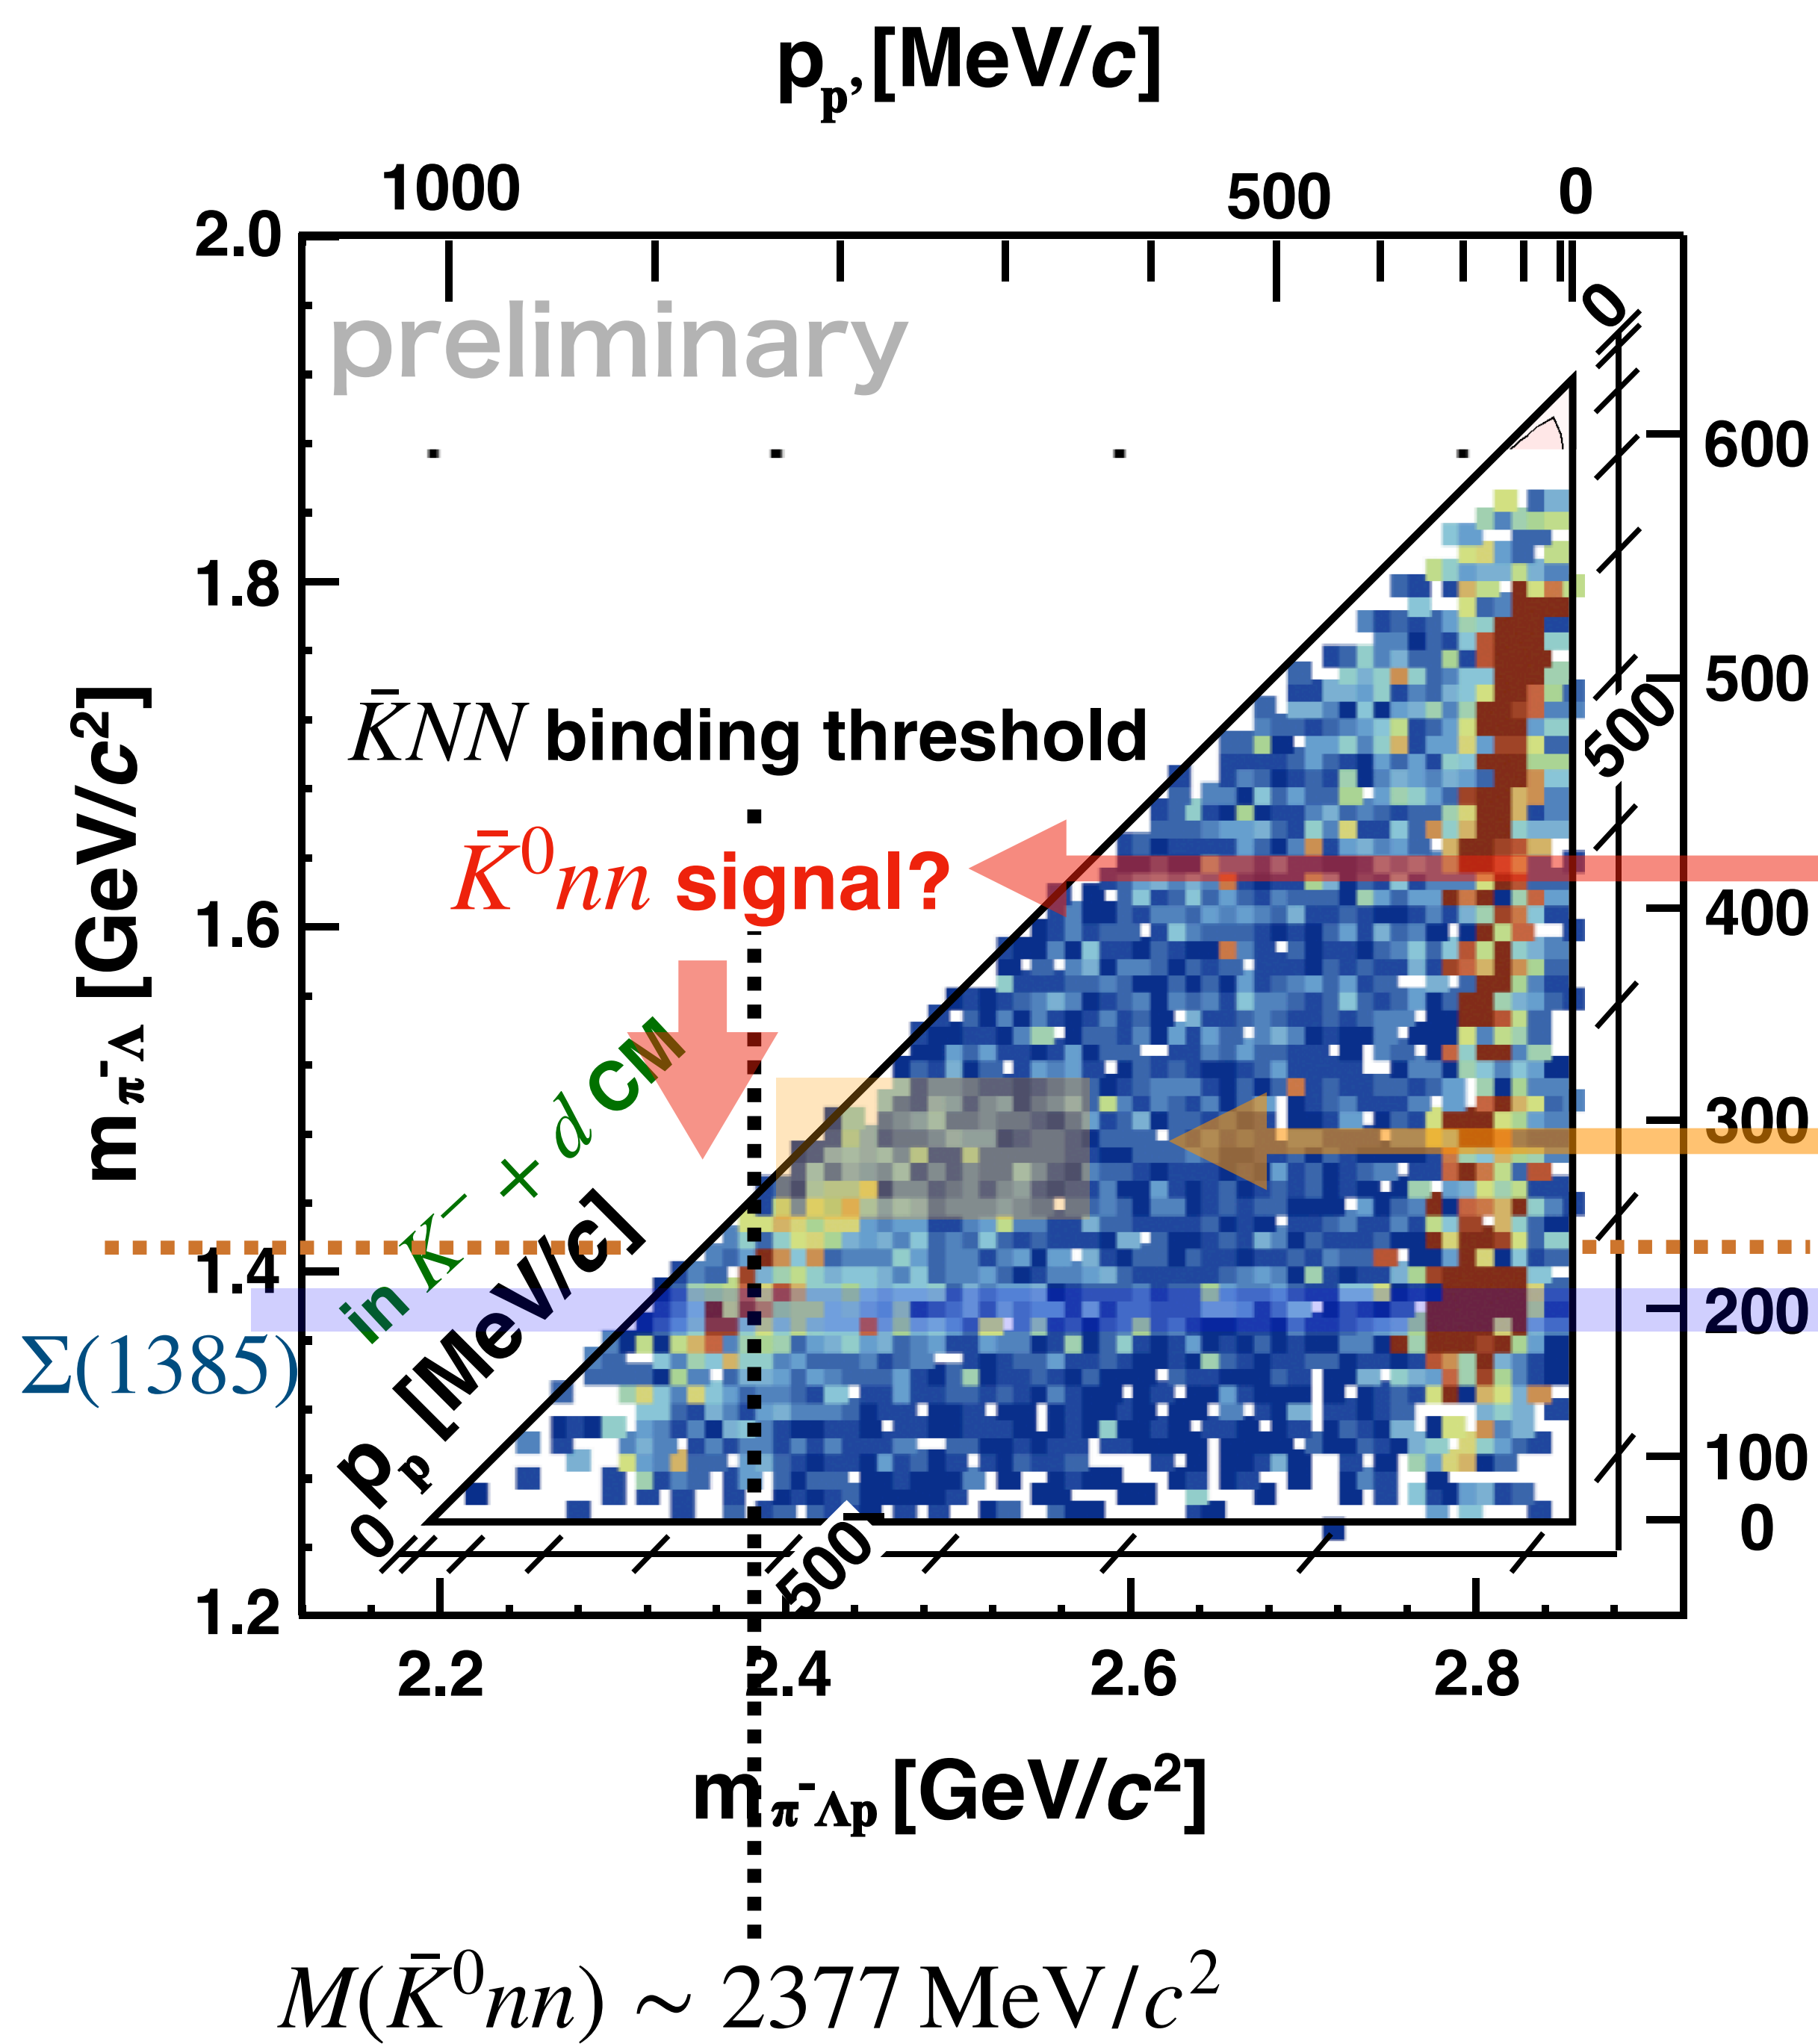 p_p' [MeV/c]
1000 500 0
2.0
preliminary
0
600
1.8
500
500
K̄NN binding threshold
K̄⁰nn signal?
400
1.6
m_π⁻Λ [GeV/c²]
300
in K⁻ + d CM
p_p [MeV/c]
1.4
200
Σ(1385)
100
0
0
500
1.2
2.2 2.4 2.6 2.8
m_π⁻Λp [GeV/c²]
M(K̄⁰nn) ∼ 2377 MeV/c²